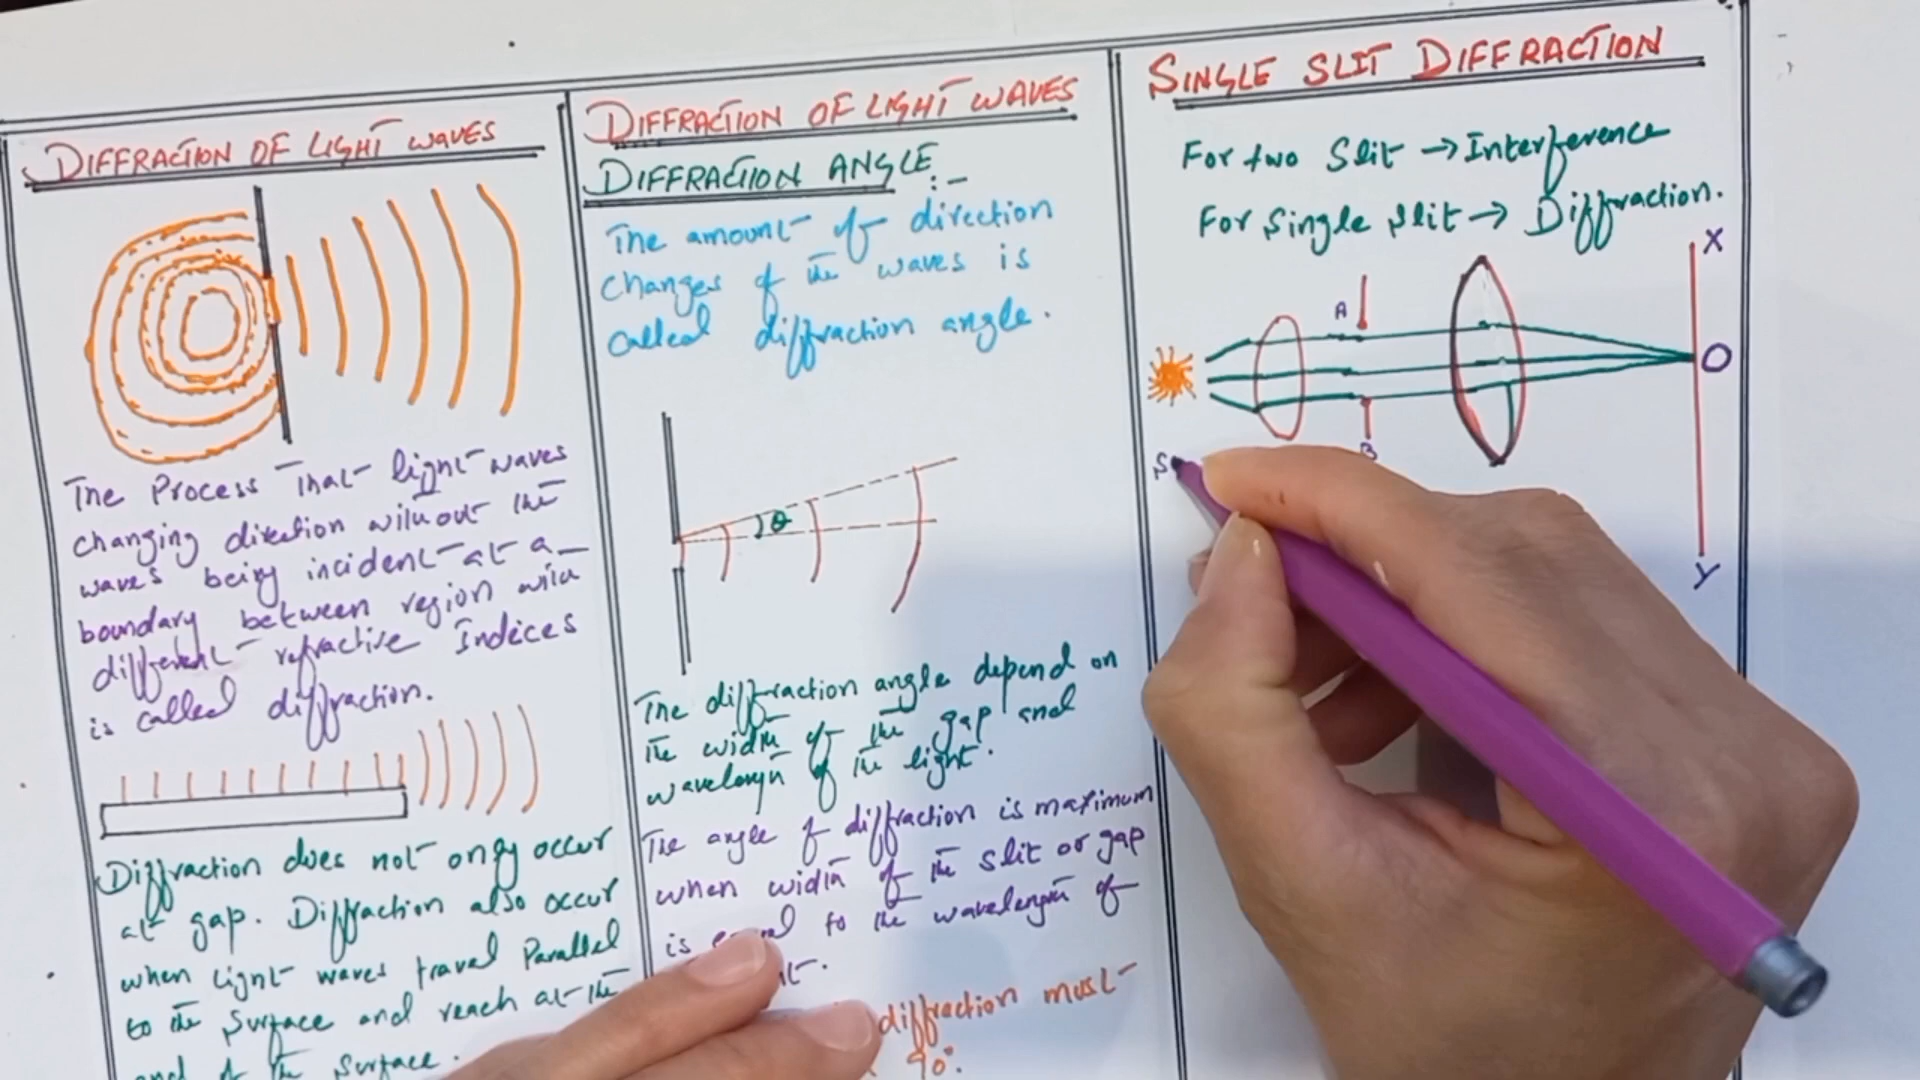 DIFFRACTION OF LIGHT WAVES
The Process That light waves
changing direction without the
waves being incident at a
boundary between region with
different refractive Indices
is called diffraction.
Diffraction does not only occur
at gap. Diffraction also occur
when light waves travel Parallel
to the Surface and reach at the
end of the Surface.
DIFFRACTION OF LIGHT WAVES
DIFFRACTION ANGLE:-
The amount of direction
changes of the waves is
called diffraction angle.
θ
The diffraction angle depend on
the width of the gap and
wavelength of the light.
The angle of diffraction is maximum
when width of the slit or gap
is equal to the wavelength of
diffraction must
90°.
SINGLE SLIT DIFFRACTION
For two Slit → Interference
For Single Slit → Diffraction.
X
A
O
B
S
Y